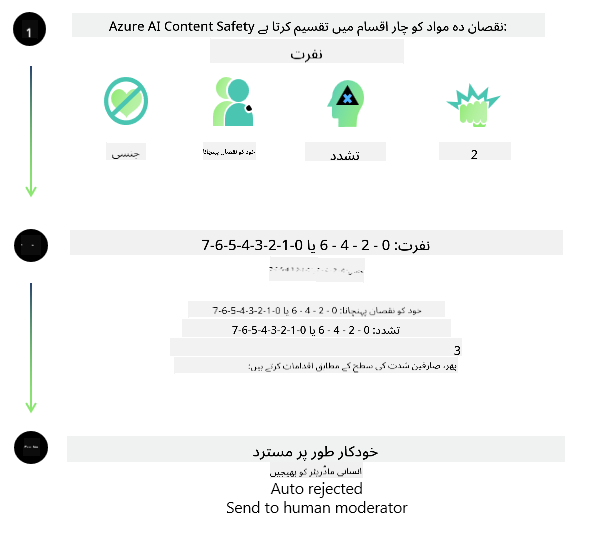 1
Azure AI Content Safety نقصان دہ مواد کو چار اقسام میں تقسیم کرتا ہے:
نفرت
جنسی
خود کو نقصان پہنچانا
تشدد
2
نفرت: 0 - 2 - 4 - 6 یا 0-1-2-3-4-5-6-7
خود کو نقصان پہنچانا: 0 - 2 - 4 - 6 یا 0-1-2-3-4-5-6-7
تشدد: 0 - 2 - 4 - 6 یا 0-1-2-3-4-5-6-7
3
پھر، صارفین شدت کی سطح کے مطابق اقدامات کرتے ہیں:
خودکار طور پر مسترد
انسانی ماڈریٹر کو بھیجیں
Auto rejected
Send to human moderator